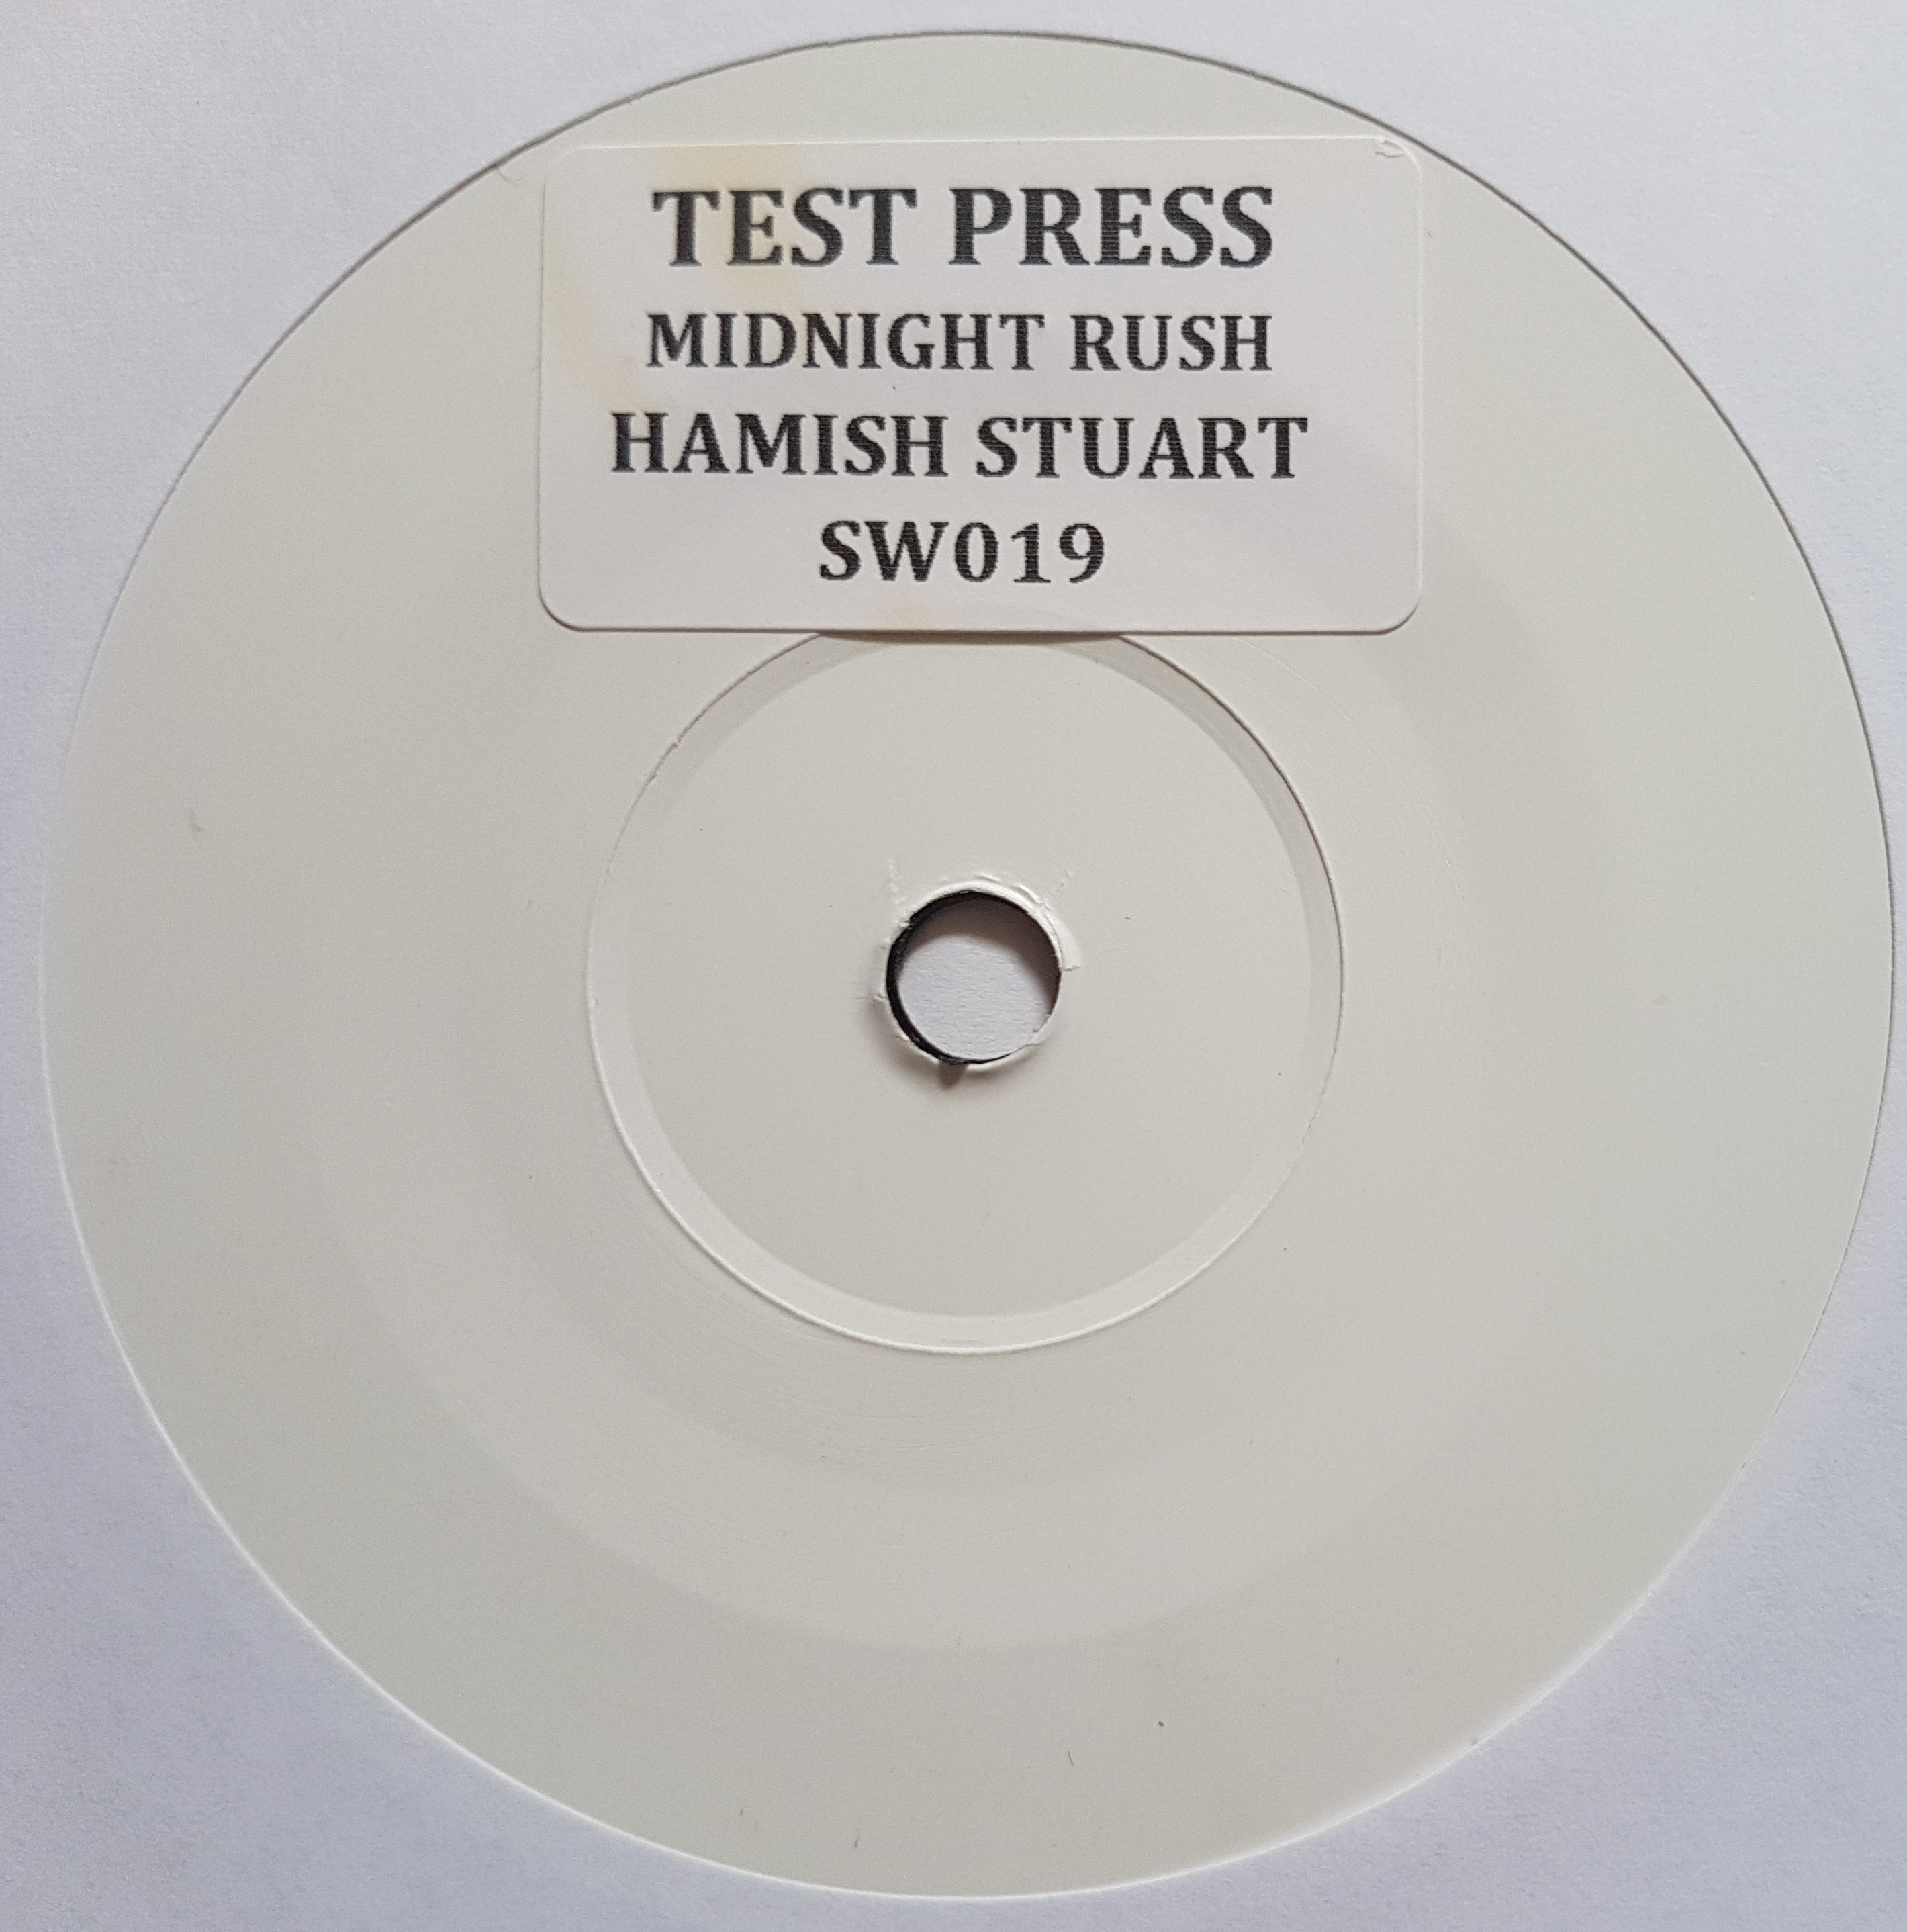 TEST PRESS
MIDNIGHT RUSH
HAMISH STUART
SW019